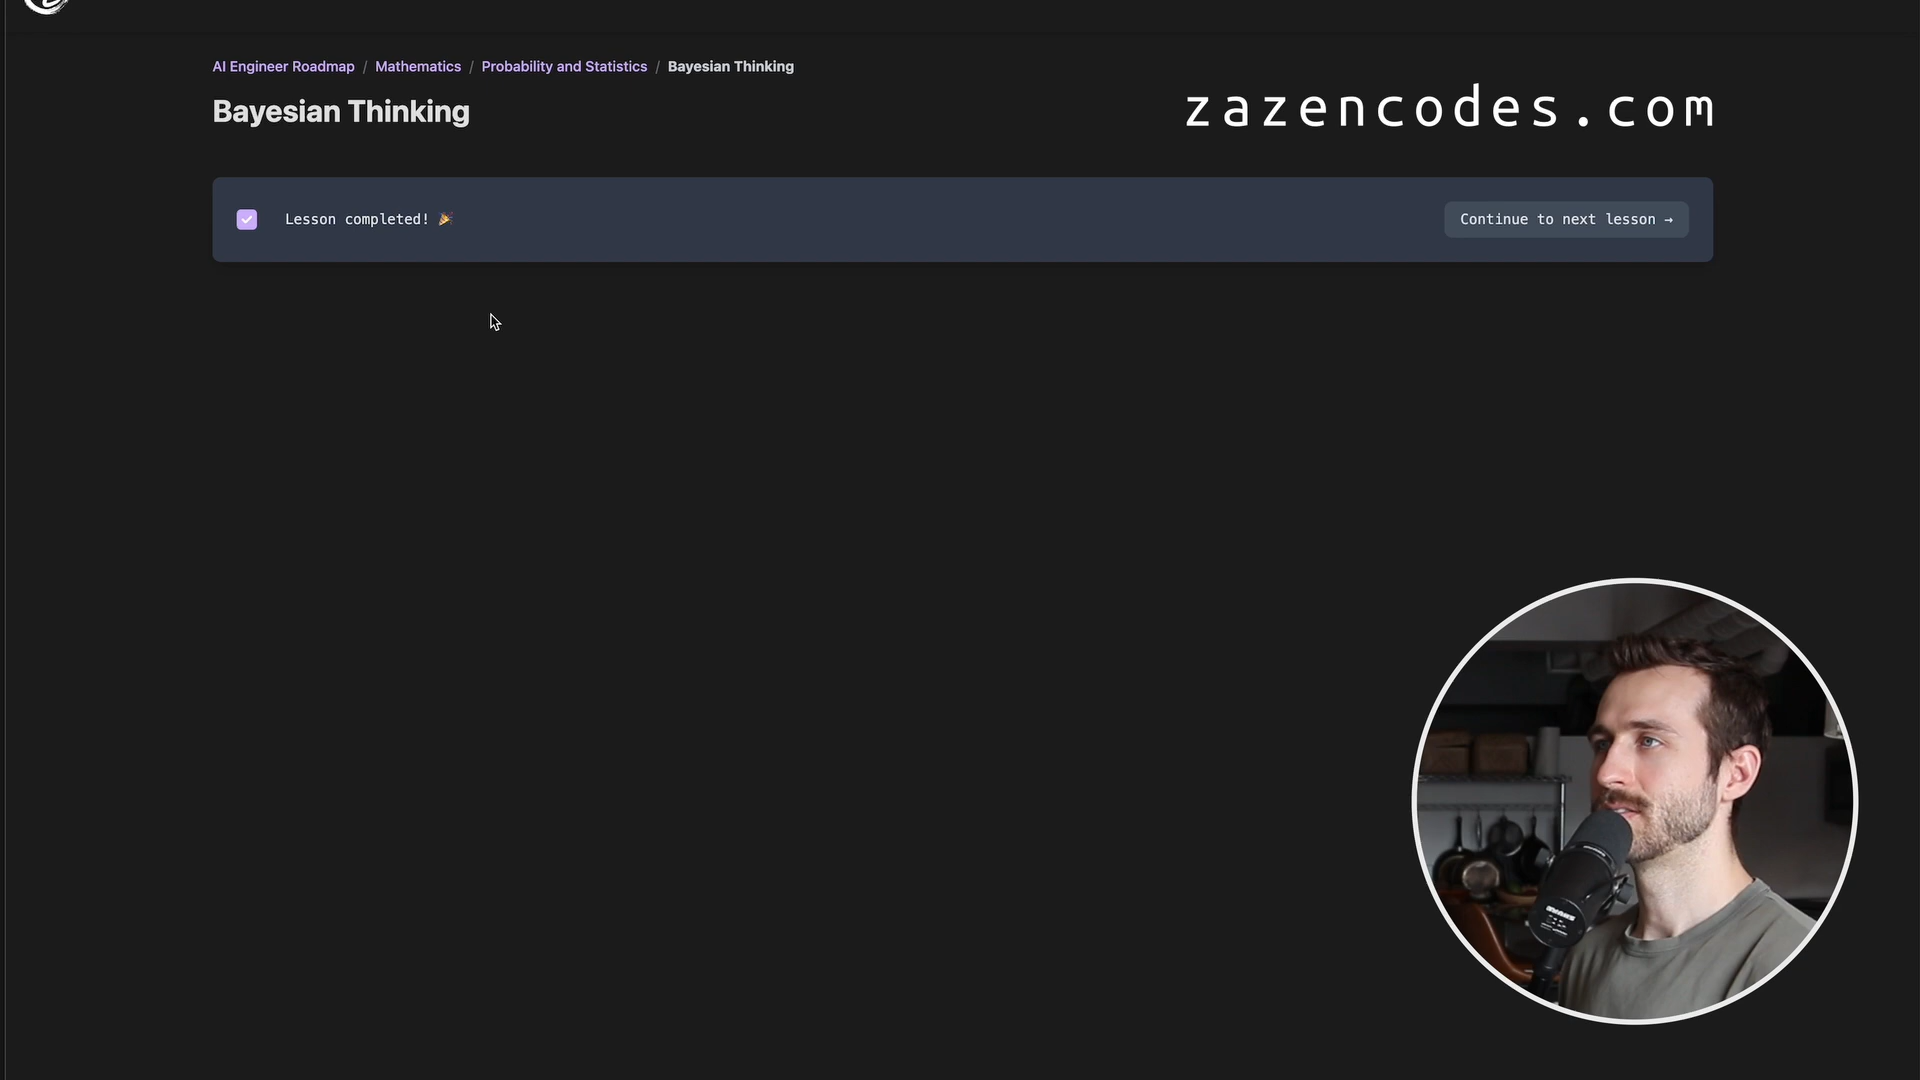 AI Engineer Roadmap / Mathematics / Probability and Statistics / Bayesian Thinking
Bayesian Thinking
zazencodes.com
Lesson completed! 🎉
Continue to next lesson →